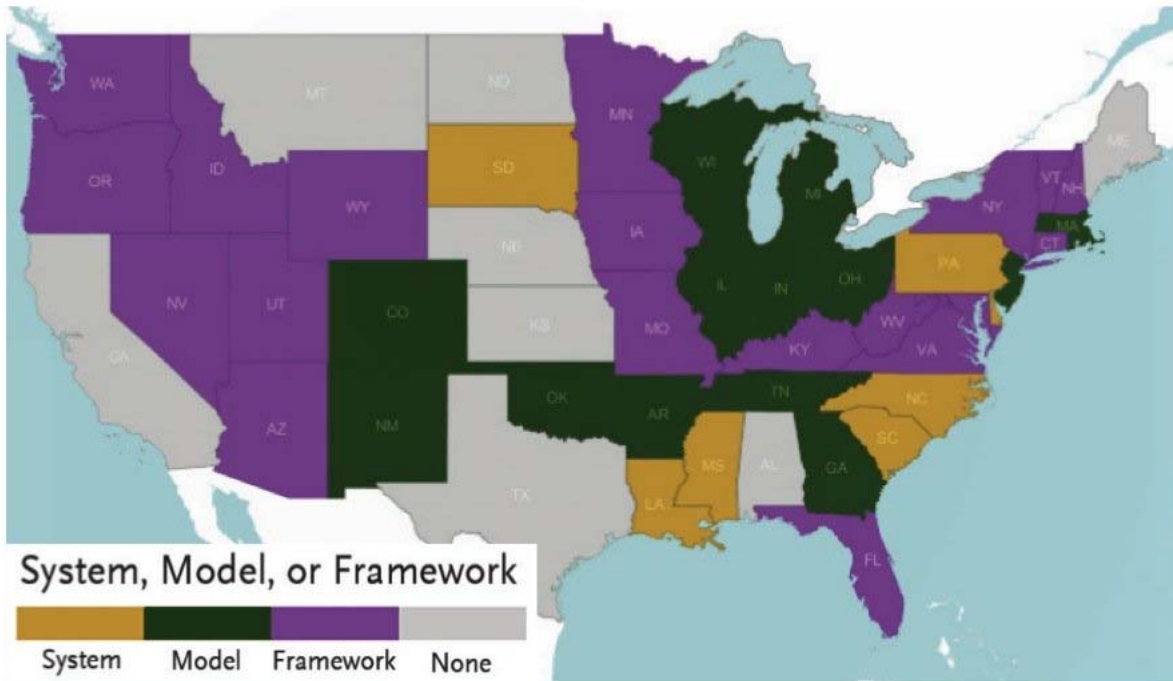 WA
MT
ND
MN
ME
OR
ID
SD
WI
MI
VT
NH
WY
NY
MA
CT
IA
NE
PA
NV
UT
CO
IL
IN
OH
CA
KS
MO
WV
KY
VA
AZ
NM
OK
AR
TN
NC
SC
MS
AL
GA
TX
LA
FL
System, Model, or Framework
System Model Framework None